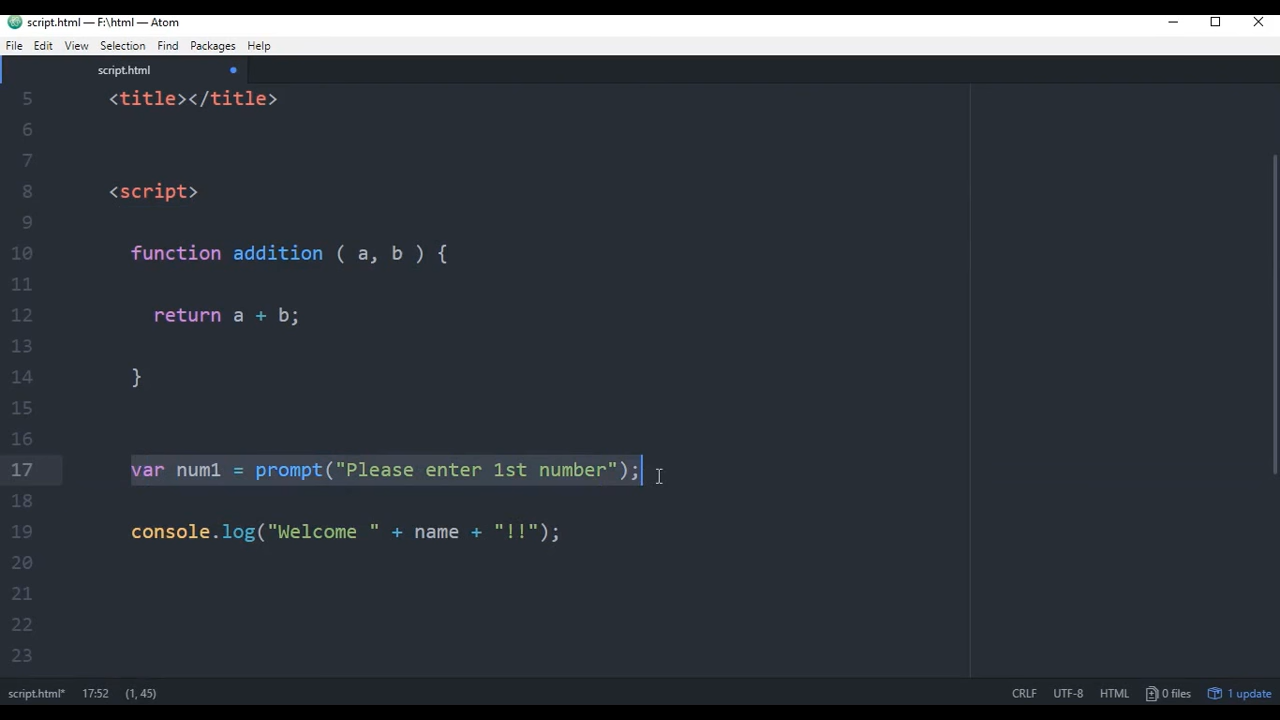 script.html — F:\html — Atom
File Edit View Selection Find Packages Help
script.html
5 <title></title>
6
7
8 <script>
9
10 function addition ( a, b ) {
11
12 return a + b;
13
14 }
15
16
17 var num1 = prompt("Please enter 1st number");
18
19 console.log("Welcome " + name + "!!");
20
21
22
23
script.html* 17:52 (1, 45) CRLF UTF-8 HTML 0 files 1 update